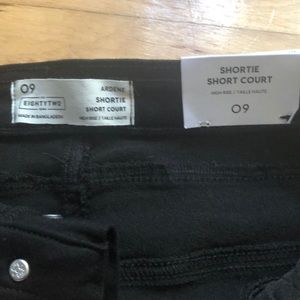 09
EIGHTYTWO
MADE IN BANGLADESH
ARDENE
SHORTIE
SHORT COURT
HIGH RISE / TAILLE HAUTE
SHORTIE
SHORT COURT
HIGH RISE / TAILLE HAUTE
09